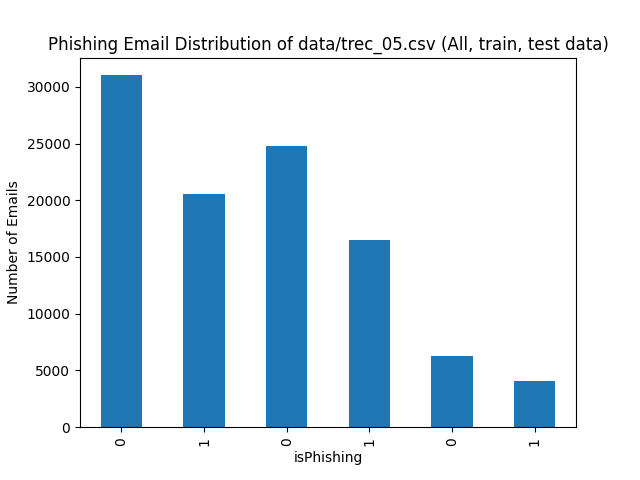 Phishing Email Distribution of data/trec_05.csv (All, train, test data)
30000
25000
20000
15000
10000
5000
0
Number of Emails
0 1 0 1 0 1
isPhishing